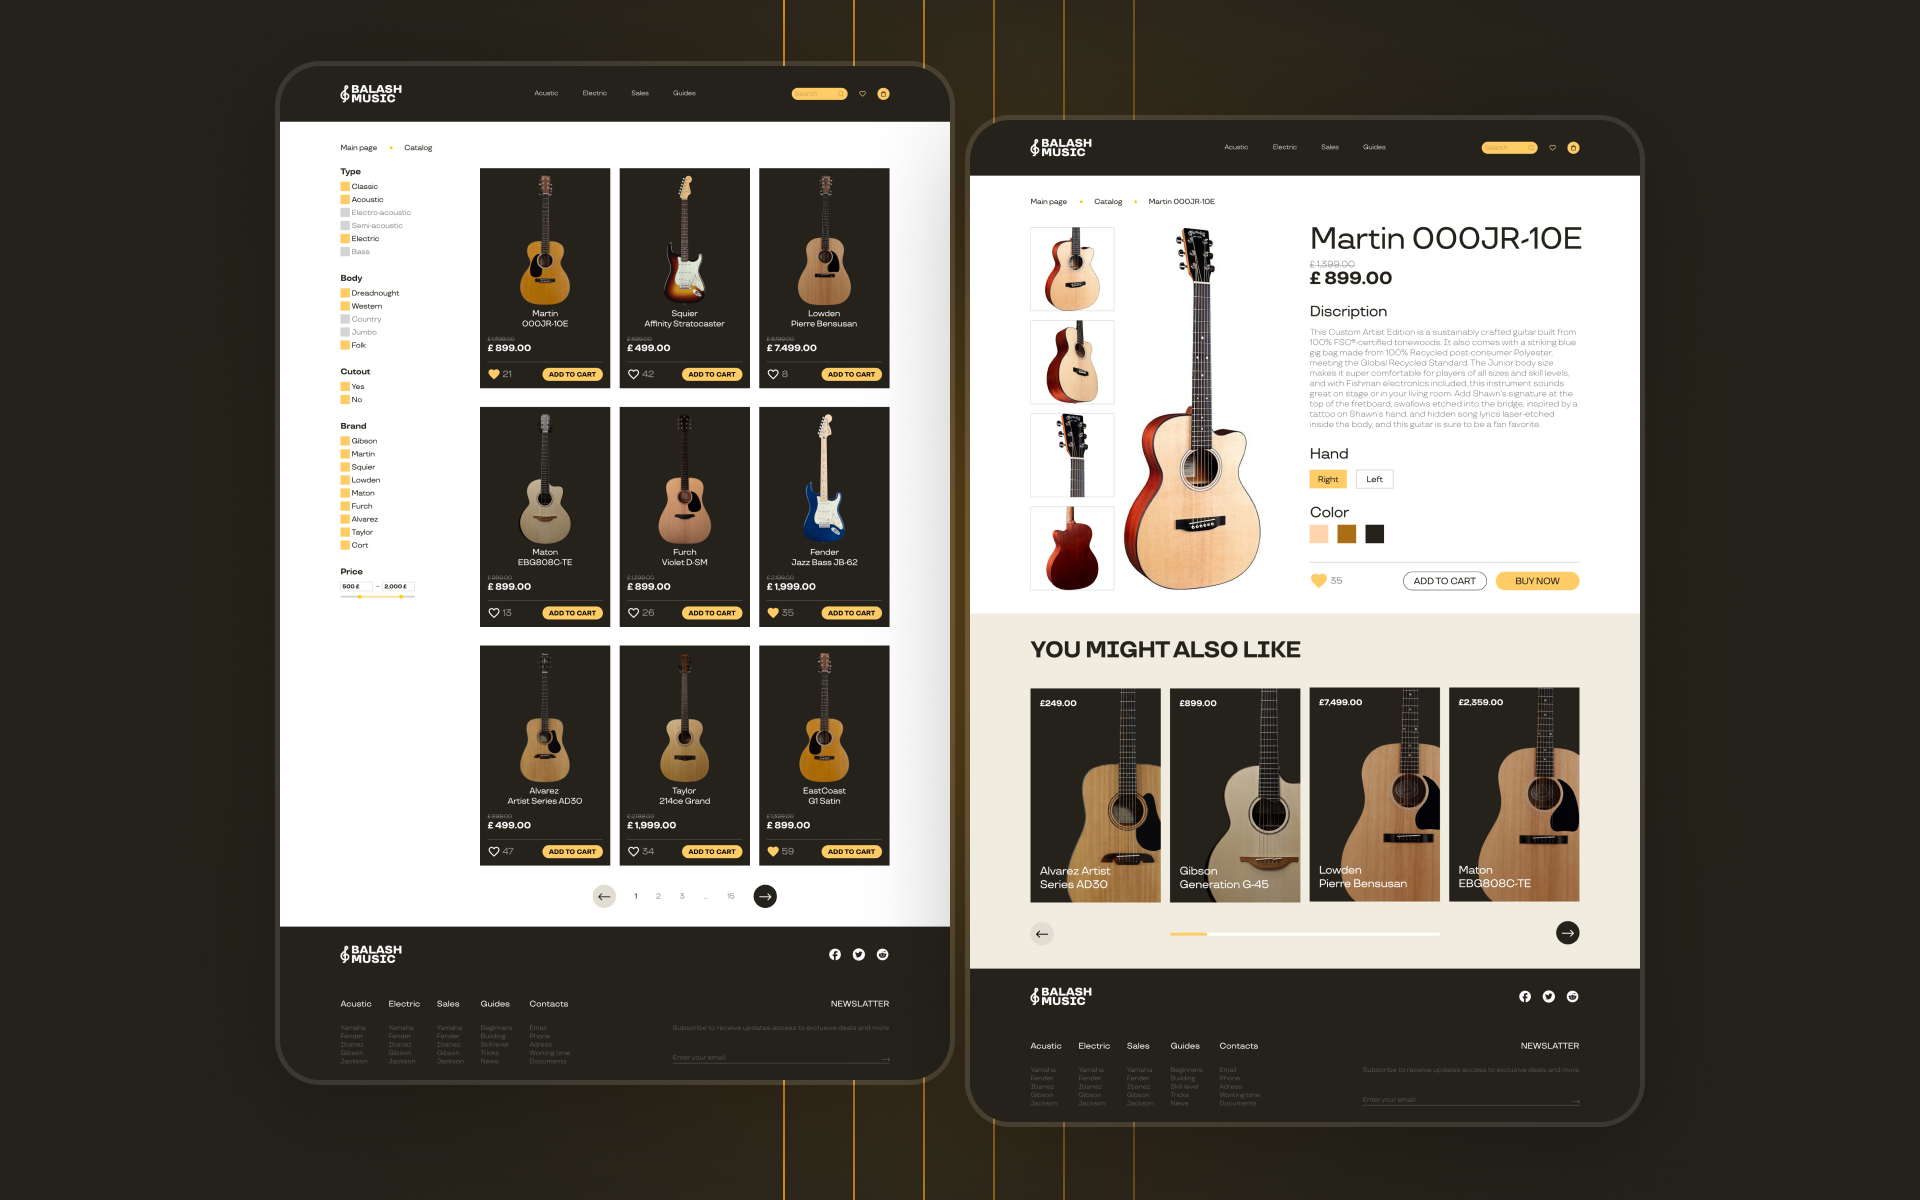 BALASH
MUSIC
Acustic Electric Sales Guides
Search
Main page • Catalog
Type
Classic
Acoustic
Electro-acoustic
Semi-acoustic
Electric
Bass
Body
Dreadnought
Western
Country
Jumbo
Folk
Cutout
Yes
No
Brand
Gibson
Martin
Squier
Lowden
Maton
Furch
Alvarez
Taylor
Cort
Price
500 £ - 2.000 £
Martin
000JR-10E
£ 1,399.00
£ 899.00
21 ADD TO CART
Squier
Affinity Stratocaster
£ 499.00
42 ADD TO CART
Lowden
Pierre Bensusan
£ 7.499.00
8 ADD TO CART
Maton
EBG808C-TE
£ 899.00
13 ADD TO CART
Furch
Violet D-SM
£ 1,399.00
£ 899.00
26 ADD TO CART
Fender
Jazz Bass JB-62
£ 2,199.00
£ 1,999.00
35 ADD TO CART
Alvarez
Artist Series AD30
£ 499.00
47 ADD TO CART
Taylor
214ce Grand
£ 2,199.00
£ 1,999.00
34 ADD TO CART
EastCoast
G1 Satin
£ 1,399.00
£ 899.00
59 ADD TO CART
1 2 3 ... 15
BALASH
MUSIC
Acustic Electric Sales Guides Contacts NEWSLATTER
Yamaha Yamaha Yamaha Beginners Email Subscribe to receive updates access to exclusive deals and more
Fender Fender Fender Building Phone
Ibanez Ibanez Ibanez Skill level Adress
Gibson Gibson Gibson Tricks Working time Enter your email
Jackson Jackson Jackson News Documents
BALASH
MUSIC
Acustic Electric Sales Guides
Search
Main page • Catalog • Martin 000JR-10E
Martin 000JR-10E
£ 1,399.00
£ 899.00
Discription
This Custom Artist Edition is a sustainably crafted guitar built from
100% FSC®-certified tonewoods. It also comes with a striking blue
gig bag made from 100% Recycled post-consumer Polyester,
meeting the Global Recycled Standard. The Junior body size
makes it super comfortable for players of all sizes and skill levels,
and with Fishman electronics included, this instrument sounds
great on stage or in your living room. Add Shawn's signature at the
top of the fretboard, swallows etched into the bridge, inspired by a
tattoo on Shawn's hand, and hidden song lyrics laser-etched
inside the body, and this guitar is sure to be a fan favorite.
Hand
Right Left
Color
35 ADD TO CART BUY NOW
YOU MIGHT ALSO LIKE
£249.00
Alvarez Artist
Series AD30
£899.00
Gibson
Generation G-45
£7,499.00
Lowden
Pierre Bensusan
£2,359.00
Maton
EBG808C-TE
BALASH
MUSIC
Acustic Electric Sales Guides Contacts NEWSLATTER
Yamaha Yamaha Yamaha Beginners Email Subscribe to receive updates access to exclusive deals and more
Fender Fender Fender Building Phone
Ibanez Ibanez Ibanez Skill level Adress
Gibson Gibson Gibson Tricks Working time Enter your email
Jackson Jackson Jackson News Documents